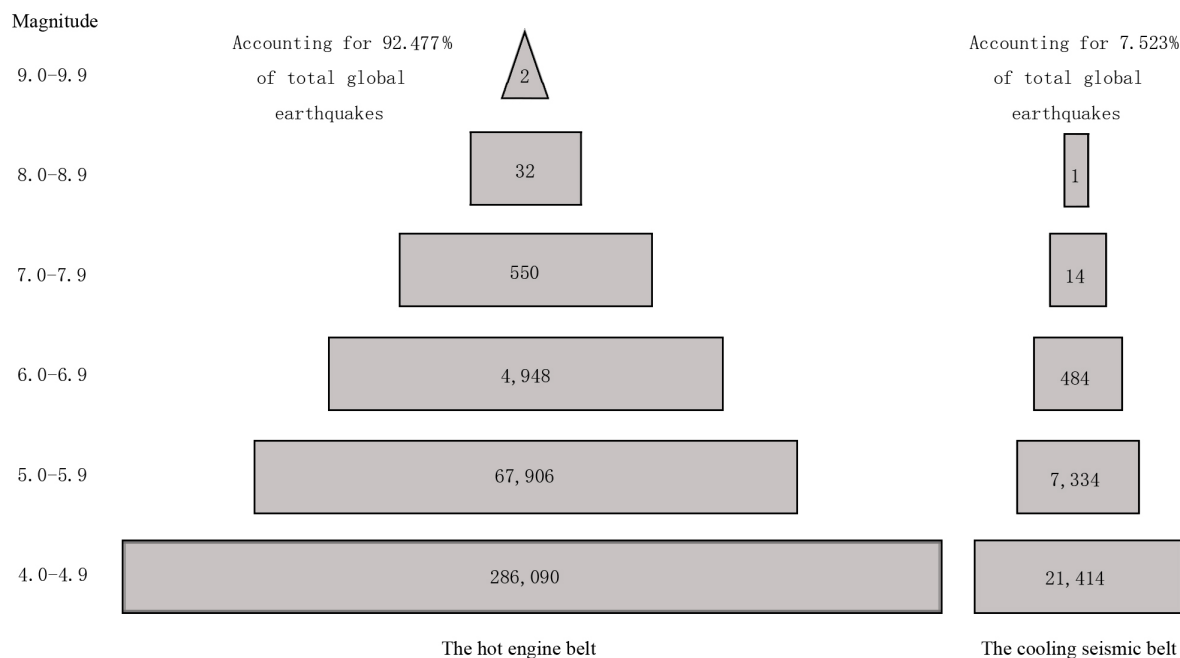 Magnitude
Accounting for 92.477%
of total global
earthquakes
Accounting for 7.523%
of total global
earthquakes
9.0-9.9
2
8.0-8.9
32
1
7.0-7.9
550
14
6.0-6.9
4,948
484
5.0-5.9
67,906
7,334
4.0-4.9
286,090
21,414
The hot engine belt
The cooling seismic belt